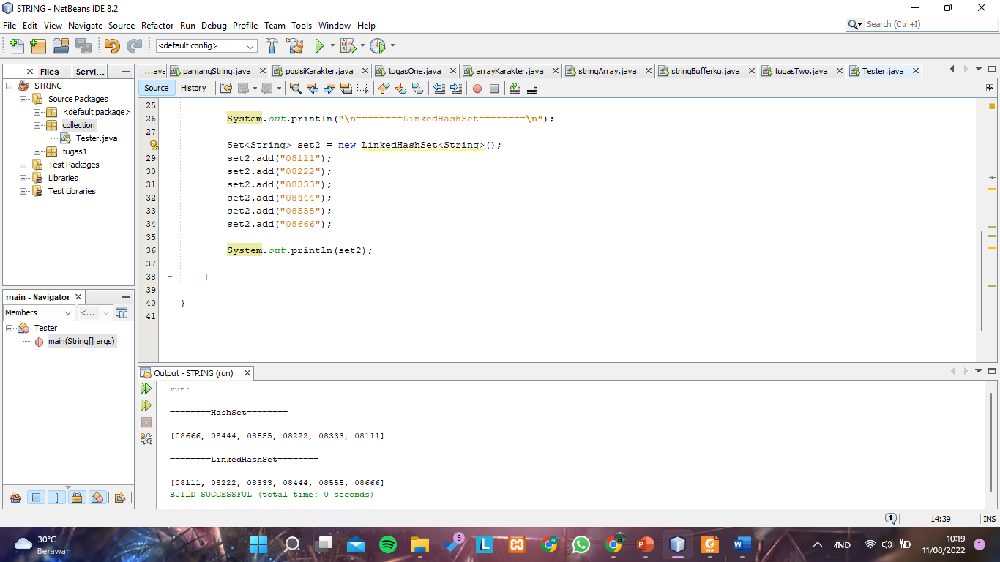 STRING - NetBeans IDE 8.2
File Edit View Navigate Source Refactor Run Debug Profile Team Tools Window Help
Search (Ctrl+I)
<default config>
Files Servi...
...ava panjangString.java posisiKarakter.java tugasOne.java arrayKarakter.java stringArray.java stringBufferku.java tugasTwo.java Tester.java
Source History
STRING
Source Packages
<default package>
collection
Tester.java
tugas1
Test Packages
Libraries
Test Libraries
25
26 System.out.println("\n========LinkedHashSet========\n");
27
Set<String> set2 = new LinkedHashSet<String>();
29 set2.add("08111");
30 set2.add("08222");
31 set2.add("08333");
32 set2.add("08444");
33 set2.add("08555");
34 set2.add("08666");
35
36 System.out.println(set2);
37
38 }
39
40 }
41
main - Navigator
Members
<...
Tester
main(String[] args)
Output - STRING (run)
run:
========HashSet========
[08666, 08444, 08555, 08222, 08333, 08111]
========LinkedHashSet========
[08111, 08222, 08333, 08444, 08555, 08666]
BUILD SUCCESSFUL (total time: 0 seconds)
1
14:39 INS
30°C
Berawan
5
IND
10:19
11/08/2022
1